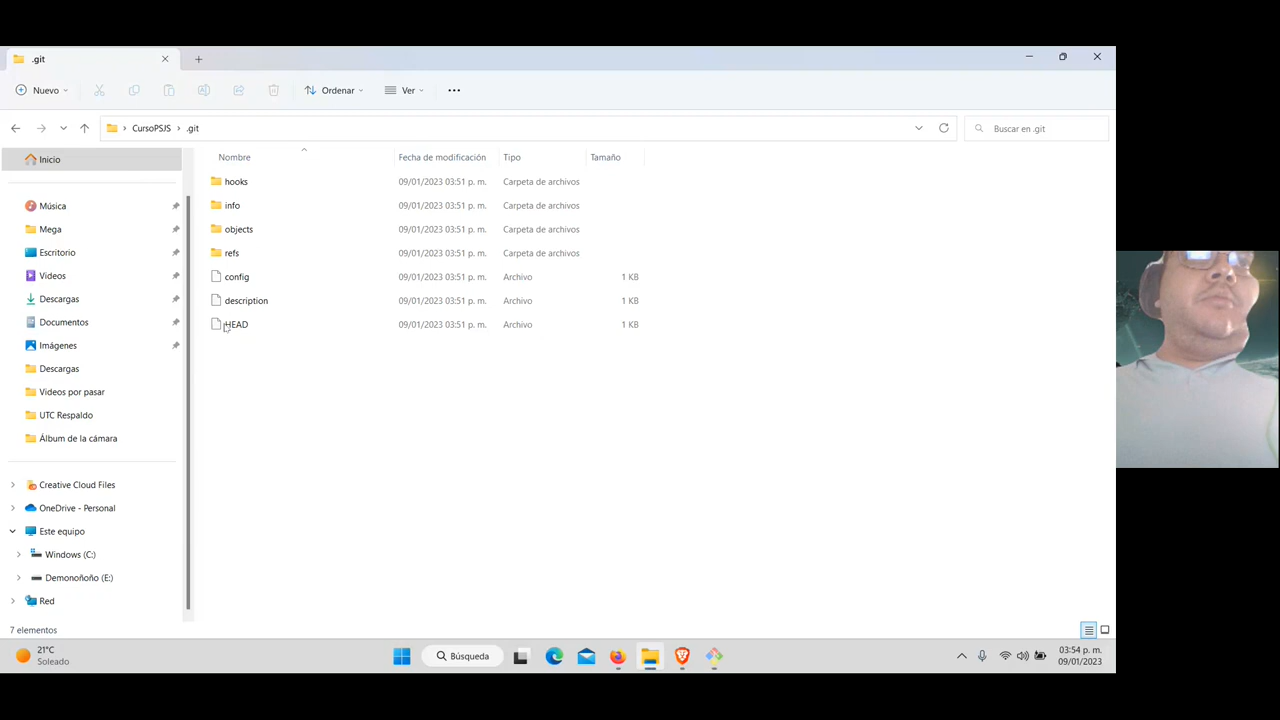 .git
Nuevo
Ordenar
Ver
CursoPSJS
.git
Buscar en .git
Inicio
Música
Mega
Escritorio
Vídeos
Descargas
Documentos
Imágenes
Descargas
Videos por pasar
UTC Respaldo
Álbum de la cámara
Creative Cloud Files
OneDrive - Personal
Este equipo
Windows (C:)
Demonoñoño (E:)
Red
Nombre Fecha de modificación Tipo Tamaño
hooks 09/01/2023 03:51 p. m. Carpeta de archivos
info 09/01/2023 03:51 p. m. Carpeta de archivos
objects 09/01/2023 03:51 p. m. Carpeta de archivos
refs 09/01/2023 03:51 p. m. Carpeta de archivos
config 09/01/2023 03:51 p. m. Archivo 1 KB
description 09/01/2023 03:51 p. m. Archivo 1 KB
HEAD 09/01/2023 03:51 p. m. Archivo 1 KB
7 elementos
21°C
Soleado
Búsqueda
03:54 p. m.
09/01/2023